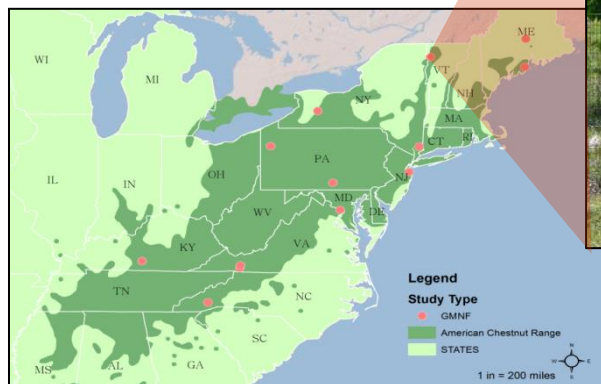 ME
WI
VT
MI
NY
NH
MA
CT
RI
PA
OH
NJ
IL
IN
MD
DE
WV
KY
VA
TN
NC
SC
MS
AL
GA
Legend
Study Type
GMNF
American Chestnut Range
STATES
1 in = 200 miles
N
W
E
S